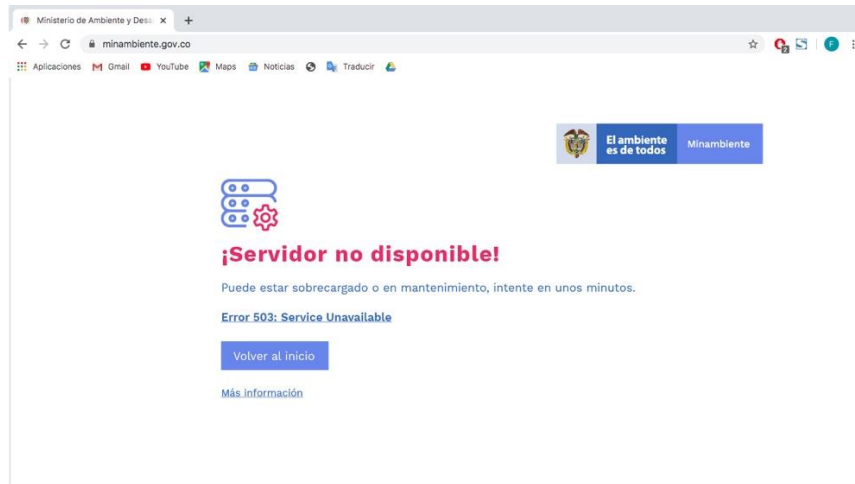 Ministerio de Ambiente y Desa
minambiente.gov.co
Aplicaciones Gmail YouTube Maps Noticias Traducir
El ambiente
es de todos
Minambiente
¡Servidor no disponible!
Puede estar sobrecargado o en mantenimiento, intente en unos minutos.
Error 503: Service Unavailable
Volver al inicio
Más información